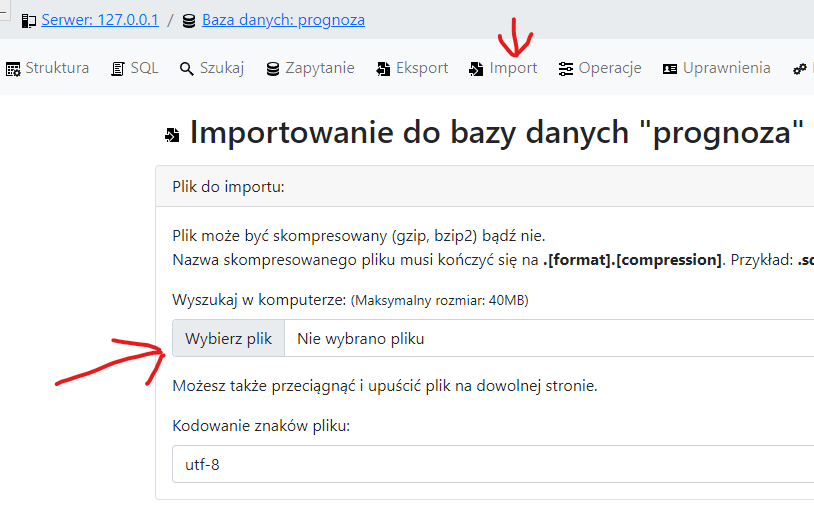 Serwer: 127.0.0.1 / Baza danych: prognoza
Struktura SQL Szukaj Zapytanie Eksport Import Operacje Uprawnienia
Importowanie do bazy danych "prognoza"
Plik do importu:
Plik może być skompresowany (gzip, bzip2) bądź nie.
Nazwa skompresowanego pliku musi kończyć się na .[format].[compression]. Przykład:
Wyszukaj w komputerze: (Maksymalny rozmiar: 40MB)
Wybierz plik Nie wybrano pliku
Możesz także przeciągnąć i upuścić plik na dowolnej stronie.
Kodowanie znaków pliku:
utf-8